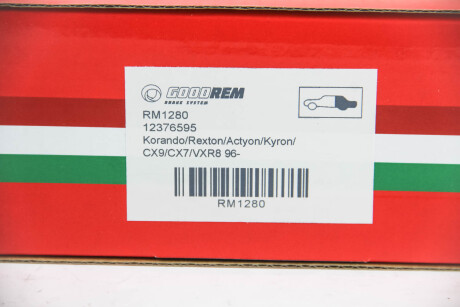 GOODREM
BRAKE SYSTEM
RM1280
12376595
Korando/Rexton/Actyon/Kyron/
CX9/CX7/VXR8 96-
RM1280